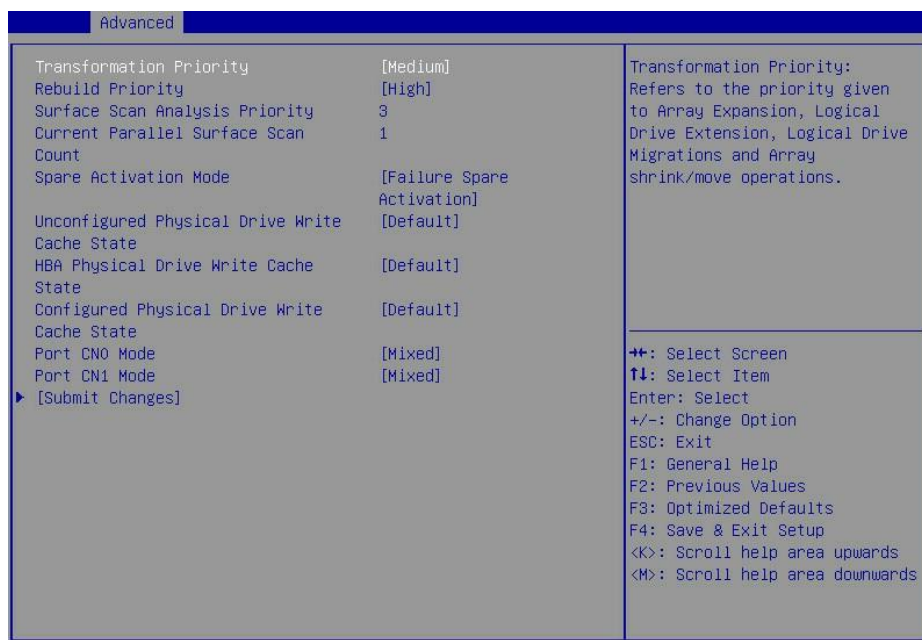 Advanced
Transformation Priority [Medium]
Rebuild Priority [High]
Surface Scan Analysis Priority 3
Current Parallel Surface Scan 1
Count
Spare Activation Mode [Failure Spare
Activation]
Unconfigured Physical Drive Write [Default]
Cache State
HBA Physical Drive Write Cache [Default]
State
Configured Physical Drive Write [Default]
Cache State
Port CN0 Mode [Mixed]
Port CN1 Mode [Mixed]
[Submit Changes]
Transformation Priority:
Refers to the priority given
to Array Expansion, Logical
Drive Extension, Logical Drive
Migrations and Array
shrink/move operations.
→←: Select Screen
↑↓: Select Item
Enter: Select
+/-: Change Option
ESC: Exit
F1: General Help
F2: Previous Values
F3: Optimized Defaults
F4: Save & Exit Setup
<K>: Scroll help area upwards
<M>: Scroll help area downwards